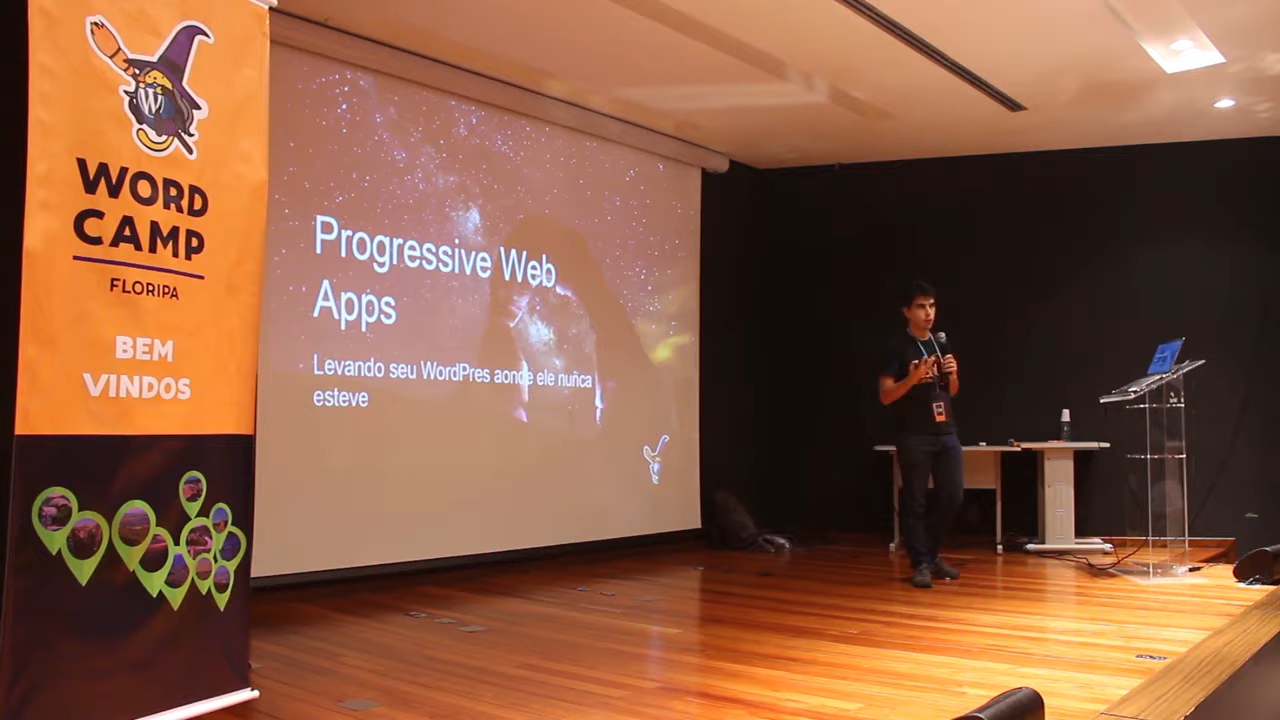 WORD
CAMP
FLORIPA
BEM
VINDOS
Progressive Web
Apps
Levando seu WordPres aonde ele nunca
esteve